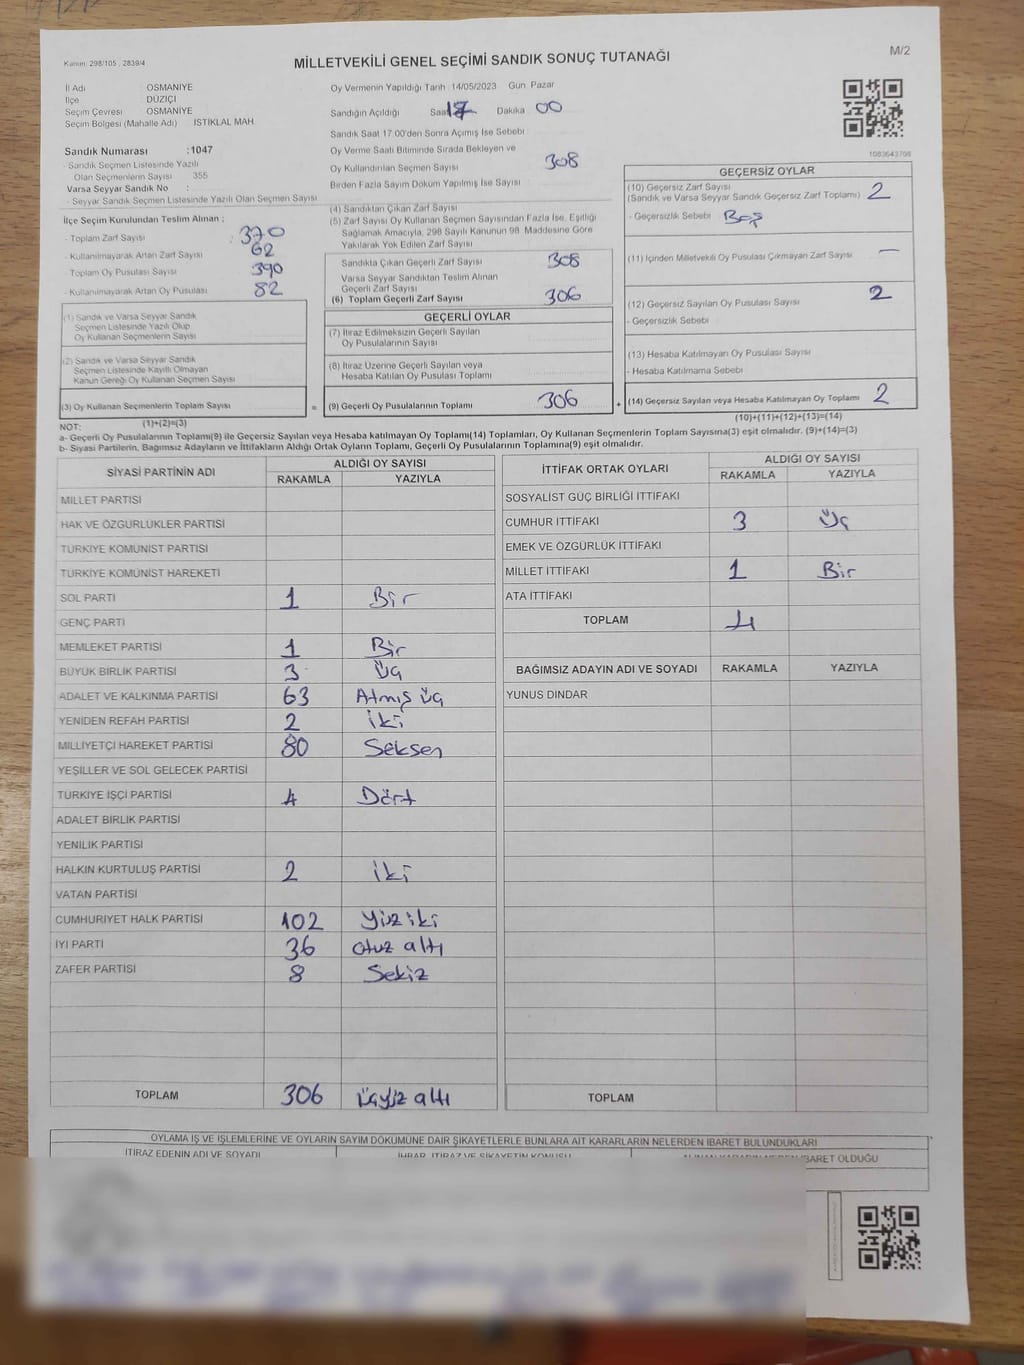 M/2
Kanun: 298/105 , 2839/4
MİLLETVEKİLİ GENEL SEÇİMİ SANDIK SONUÇ TUTANAĞI
İl Adı OSMANİYE
İlçe DÜZİÇİ
Seçim Çevresi OSMANİYE
Seçim Bölgesi (Mahalle Adı) İSTİKLAL MAH.
Sandık Numarası : 1047
- Sandık Seçmen Listesinde Yazılı
Olan Seçmenlerin Sayısı 355
Varsa Seyyar Sandık No :
- Seyyar Sandık Seçmen Listesinde Yazılı Olan Seçmen Sayısı
İlçe Seçim Kurulundan Teslim Alınan :
- Toplam Zarf Sayısı : 370
- Kullanılmayarak Artan Zarf Sayısı 62
- Toplam Oy Pusulası Sayısı 390
- Kullanılmayarak Artan Oy Pusulası 82
(1) Sandık ve Varsa Seyyar Sandık
Seçmen Listesinde Yazılı Olup
Oy Kullanan Seçmenlerin Sayısı
(2) Sandık ve Varsa Seyyar Sandık
Seçmen Listesinde Kayıtlı Olmayan
Kanun Gereği Oy Kullanan Seçmen Sayısı
(3) Oy Kullanan Seçmenlerin Toplam Sayısı =
(1)+(2)=(3)
Oy Vermenin Yapıldığı Tarih 14/05/2023 Gün Pazar
Sandığın Açıldığı Saat 17 Dakika 00
Sandık Saat 17.00'den Sonra Açımış İse Sebebi
Oy Verme Saati Bitiminde Sırada Bekleyen ve
Oy Kullandırılan Seçmen Sayısı 308
Birden Fazla Sayım Döküm Yapılmış İse Sayısı
(4) Sandıktan Çıkan Zarf Sayısı
(5) Zarf Sayısı Oy Kullanan Seçmen Sayısından Fazla İse, Eşitliği
Sağlamak Amacıyla, 298 Sayılı Kanunun 98. Maddesine Göre
Yakılarak Yok Edilen Zarf Sayısı
Sandıkta Çıkan Geçerli Zarf Sayısı 308
Varsa Seyyar Sandıktan Teslim Alınan
Geçerli Zarf Sayısı
(6) Toplam Geçerli Zarf Sayısı 306
GEÇERLİ OYLAR
(7) İtiraz Edilmeksizin Geçerli Sayılan
Oy Pusulalarının Sayısı
(8) İtiraz Üzerine Geçerli Sayılan veya
Hesaba Katılan Oy Pusulası Toplamı
(9) Geçerli Oy Pusulalarının Toplamı 306 +
1083643708
GEÇERSİZ OYLAR
(10) Geçersiz Zarf Sayısı 2
(Sandık ve Varsa Seyyar Sandık Geçersiz Zarf Toplamı)
- Geçersizlik Sebebi Boş
(11) İçinden Milletvekili Oy Pusulası Çıkmayan Zarf Sayısı —
(12) Geçersiz Sayılan Oy Pusulası Sayısı 2
- Geçersizlik Sebebi
(13) Hesaba Katılmayan Oy Pusulası Sayısı
- Hesaba Katılmama Sebebi
(14) Geçersiz Sayılan veya Hesaba Katılmayan Oy Toplamı 2
(10)+(11)+(12)+(13)=(14)
NOT:
a- Geçerli Oy Pusulalarının Toplamı(9) ile Geçersiz Sayılan veya Hesaba katılmayan Oy Toplamı(14) Toplamları, Oy Kullanan Seçmenlerin Toplam Sayısına(3) eşit olmalıdır. (9)+(14)=(3)
b- Siyasi Partilerin, Bağımsız Adayların ve İttifakların Aldığı Ortak Oyların Toplamı, Geçerli Oy Pusulalarının Toplamına(9) eşit olmalıdır.
SİYASİ PARTİNİN ADI ALDIĞI OY SAYISI
RAKAMLA YAZIYLA
MİLLET PARTİSİ
HAK VE ÖZGÜRLÜKLER PARTİSİ
TÜRKİYE KOMÜNİST PARTİSİ
TÜRKİYE KOMÜNİST HAREKETİ
SOL PARTİ 1 Bir
GENÇ PARTİ
MEMLEKET PARTİSİ 1 Bir
BÜYÜK BİRLİK PARTİSİ 3 Üç
ADALET VE KALKINMA PARTİSİ 63 Atmış üç
YENİDEN REFAH PARTİSİ 2 iki
MİLLİYETÇİ HAREKET PARTİSİ 80 Seksen
YEŞİLLER VE SOL GELECEK PARTİSİ
TÜRKİYE İŞÇİ PARTİSİ 4 Dört
ADALET BİRLİK PARTİSİ
YENİLİK PARTİSİ
HALKIN KURTULUŞ PARTİSİ 2 iki
VATAN PARTİSİ
CUMHURİYET HALK PARTİSİ 102 Yüz iki
İYİ PARTİ 36 otuz altı
ZAFER PARTİSİ 8 Sekiz
TOPLAM 306 üçyüz altı
İTTİFAK ORTAK OYLARI ALDIĞI OY SAYISI
RAKAMLA YAZIYLA
SOSYALİST GÜÇ BİRLİĞİ İTTİFAKI
CUMHUR İTTİFAKI 3 Üç
EMEK VE ÖZGÜRLÜK İTTİFAKI
MİLLET İTTİFAKI 1 Bir
ATA İTTİFAKI
TOPLAM 4
BAĞIMSIZ ADAYIN ADI VE SOYADI RAKAMLA YAZIYLA
YUNUS DİNDAR
TOPLAM
OYLAMA İŞ VE İŞLEMLERİNE VE OYLARIN SAYIM DÖKÜMÜNE DAİR ŞİKAYETLERLE BUNLARA AİT KARARLARIN NELERDEN İBARET BULUNDUKLARI
İTİRAZ EDENİN ADI VE SOYADI İHBAR, İTİRAZ VE ŞİKAYETİN KONUSU İBARET OLDUĞU